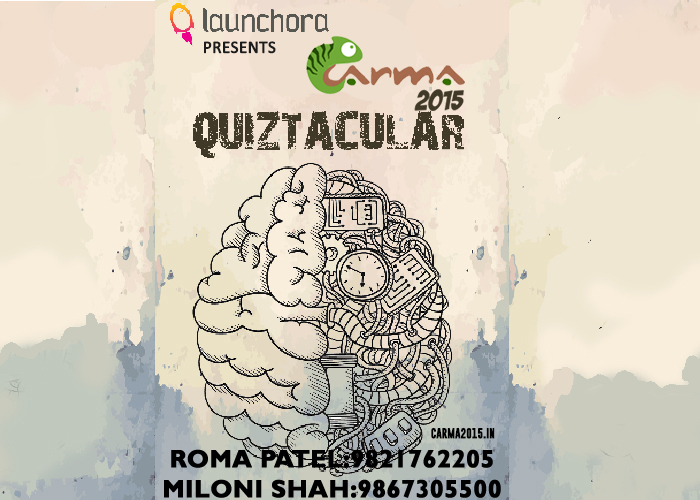 launchora
PRESENTS
Carma
2015
QUIZTACULAR
CARMA2015.IN
ROMA PATEL:9821762205
MILONI SHAH:9867305500